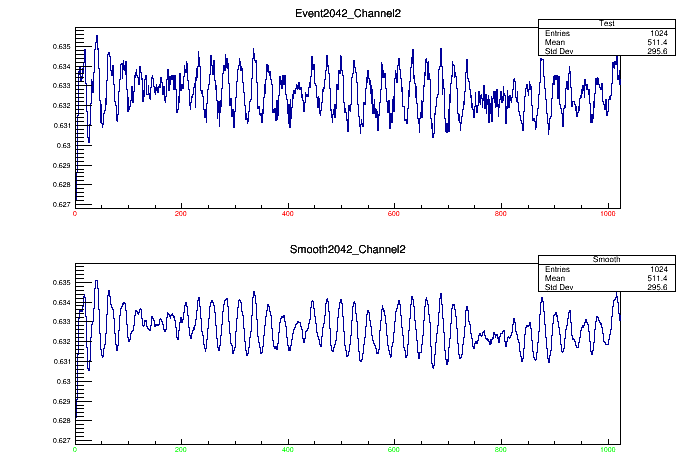 Event2042_Channel2
Test
Entries 1024
Mean 511.4
Std Dev 295.6
0.635
0.634
0.633
0.632
0.631
0.63
0.629
0.628
0.627
0 200 400 600 800 1000
Smooth2042_Channel2
Smooth
Entries 1024
Mean 511.4
Std Dev 295.6
0.635
0.634
0.633
0.632
0.631
0.63
0.629
0.628
0.627
0 200 400 600 800 1000